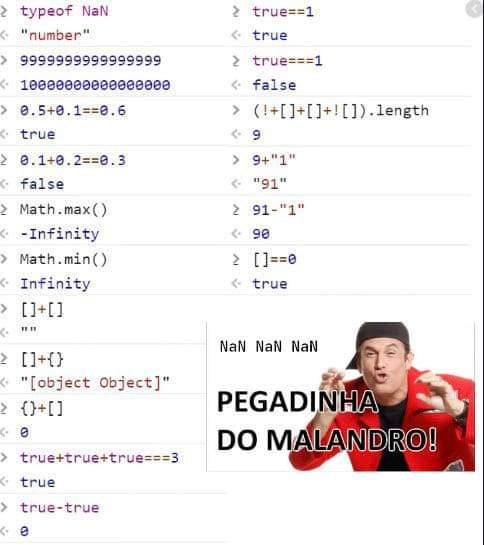 typeof NaN
"number"
9999999999999999
10000000000000000
0.5+0.1==0.6
true
0.1+0.2==0.3
false
Math.max()
-Infinity
Math.min()
Infinity
[]+[]
""
[]+{}
"[object Object]"
{}+[]
0
true+true+true===3
true
true-true
0
true==1
true
true===1
false
(!+[]+[]+![]).length
9
9+"1"
"91"
91-"1"
90
[]==0
true
NaN NaN NaN
PEGADINHA
DO MALANDRO!